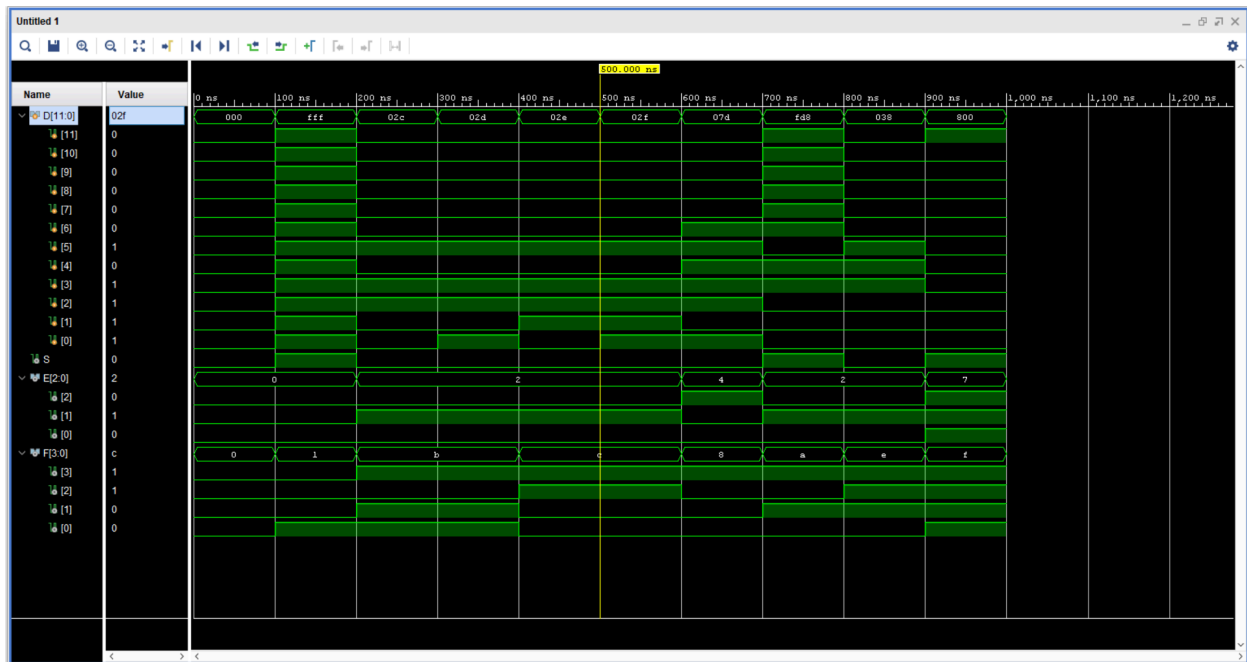 Untitled 1
500.000 ns
Name Value 0 ns 100 ns 200 ns 300 ns 400 ns 500 ns 600 ns 700 ns 800 ns 900 ns 1,000 ns 1,100 ns 1,200 ns
D[11:0] 02f 000 fff 02c 02d 02e 02f 07d fd8 038 800
[11] 0
[10] 0
[9] 0
[8] 0
[7] 0
[6] 0
[5] 1
[4] 0
[3] 1
[2] 1
[1] 1
[0] 1
S 0
E[2:0] 2 0 2 4 2 7
[2] 0
[1] 1
[0] 0
F[3:0] c 0 1 b c 8 a e f
[3] 1
[2] 1
[1] 0
[0] 0